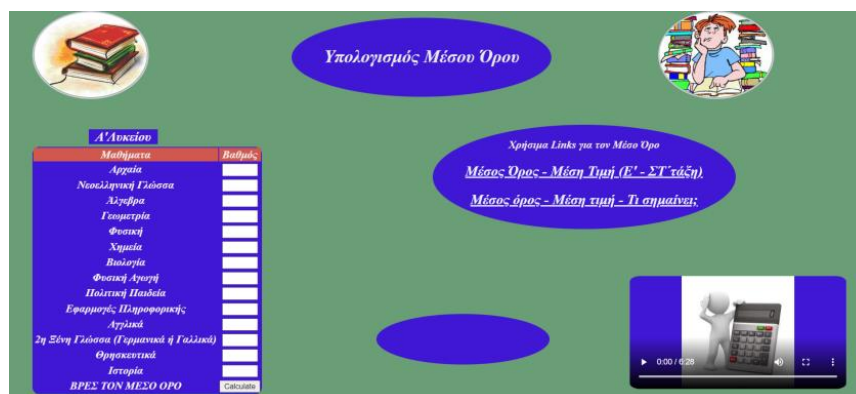 Υπολογισμός Μέσου Όρου
Α'Λυκείου
Μαθήματα Βαθμός
Αρχαία
Νεοελληνική Γλώσσα
Άλγεβρα
Γεωμετρία
Φυσική
Χημεία
Βιολογία
Φυσική Αγωγή
Πολιτική Παιδεία
Εφαρμογές Πληροφορικής
Αγγλικά
2η Ξένη Γλώσσα (Γερμανικά ή Γαλλικά)
Θρησκευτικά
Ιστορία
ΒΡΕΣ ΤΟΝ ΜΕΣΟ ΟΡΟ Calculate
Χρήσιμα Links για τον Μέσο Όρο
Μέσος Όρος - Μέση Τιμή (Ε' - ΣΤ΄τάξη)
Μέσος όρος - Μέση τιμή - Τι σημαίνει;
0:00 / 6:28